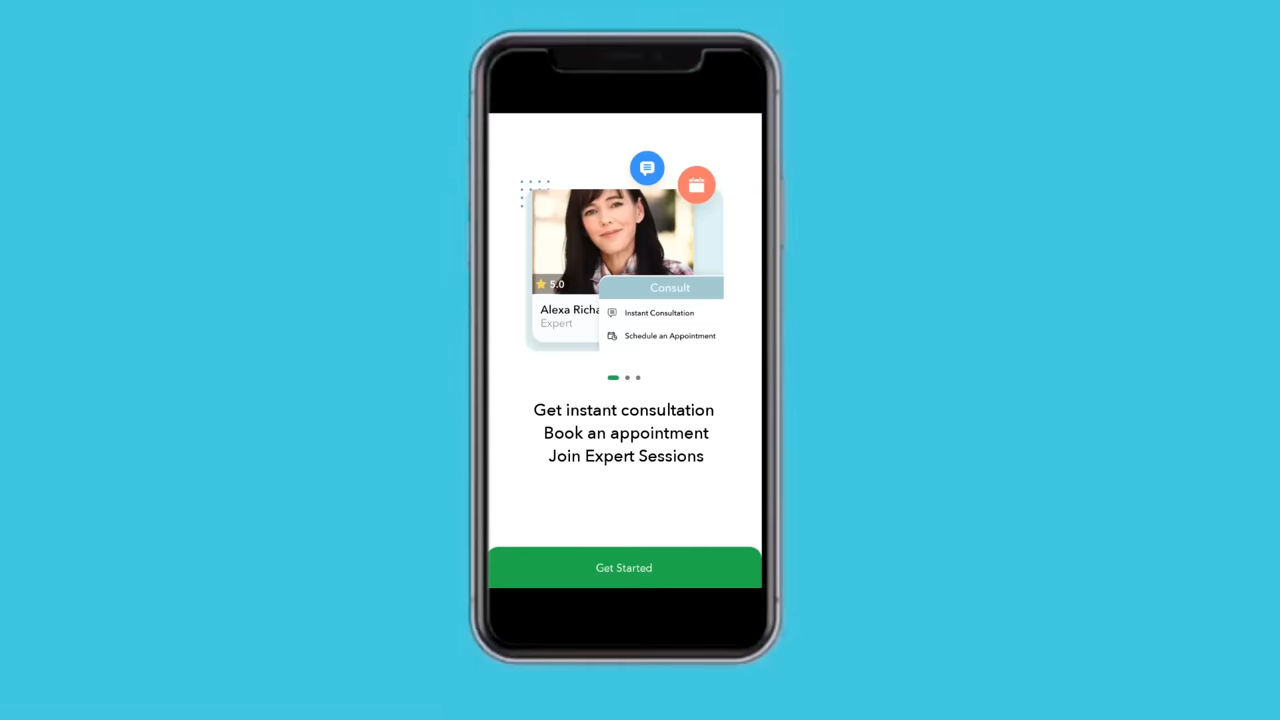 5.0
Alexa Richa
Expert
Consult
Instant Consultation
Schedule an Appointment
Get instant consultation
Book an appointment
Join Expert Sessions
Get Started